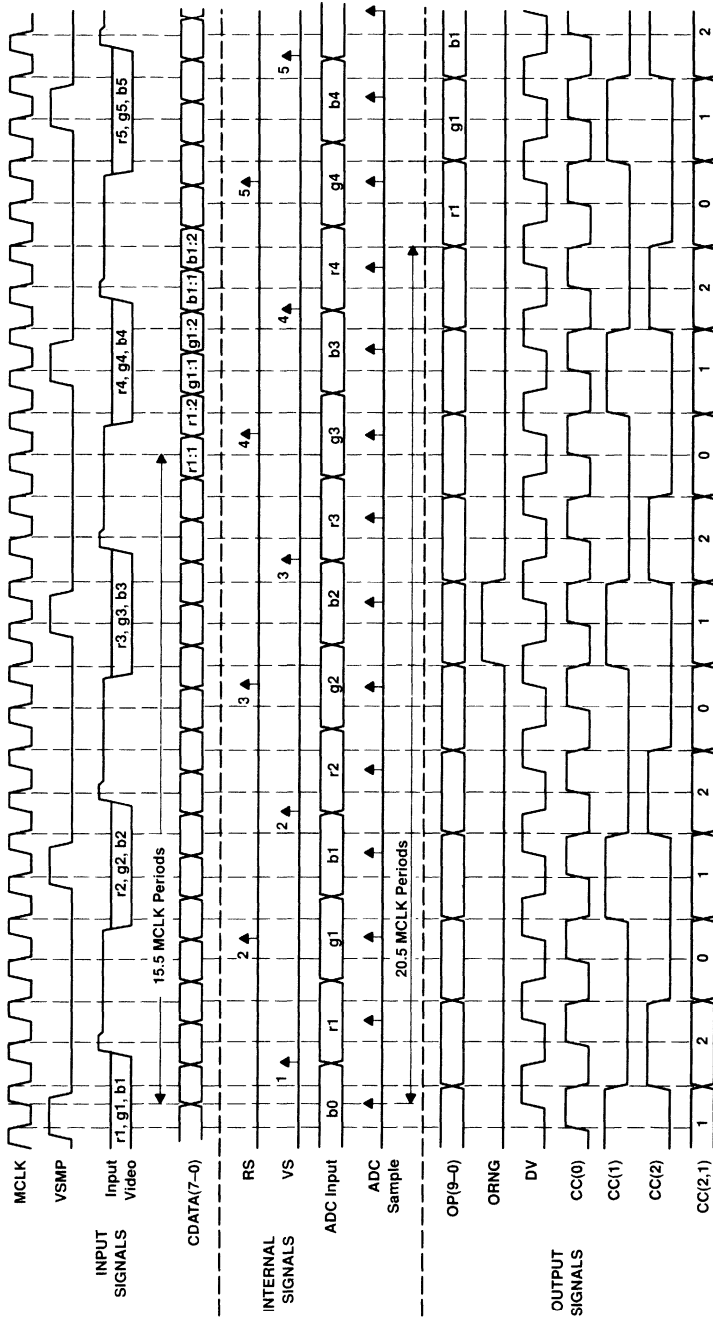 MCLK
VSMP
INPUT
SIGNALS
Input
Video
r1, g1, b1 r2, g2, b2 r3, g3, b3 r4, g4, b4 r5, g5, b5
15.5 MCLK Periods
CDATA(7–0)
r1:1 r1:2 g1:1 g1:2 b1:1 b1:2
RS
2 3 4 5
INTERNAL
SIGNALS
VS
1 2 3 4 5
ADC Input
b0 r1 g1 b1 r2 g2 b2 r3 g3 b3 r4 g4 b4
ADC
Sample
20.5 MCLK Periods
OP(9–0)
r1 g1 b1
ORNG
DV
OUTPUT
SIGNALS
CC(0)
CC(1)
CC(2)
CC(2,1)
1 2 0 1 2 0 1 2 0 1 2 0 1 2